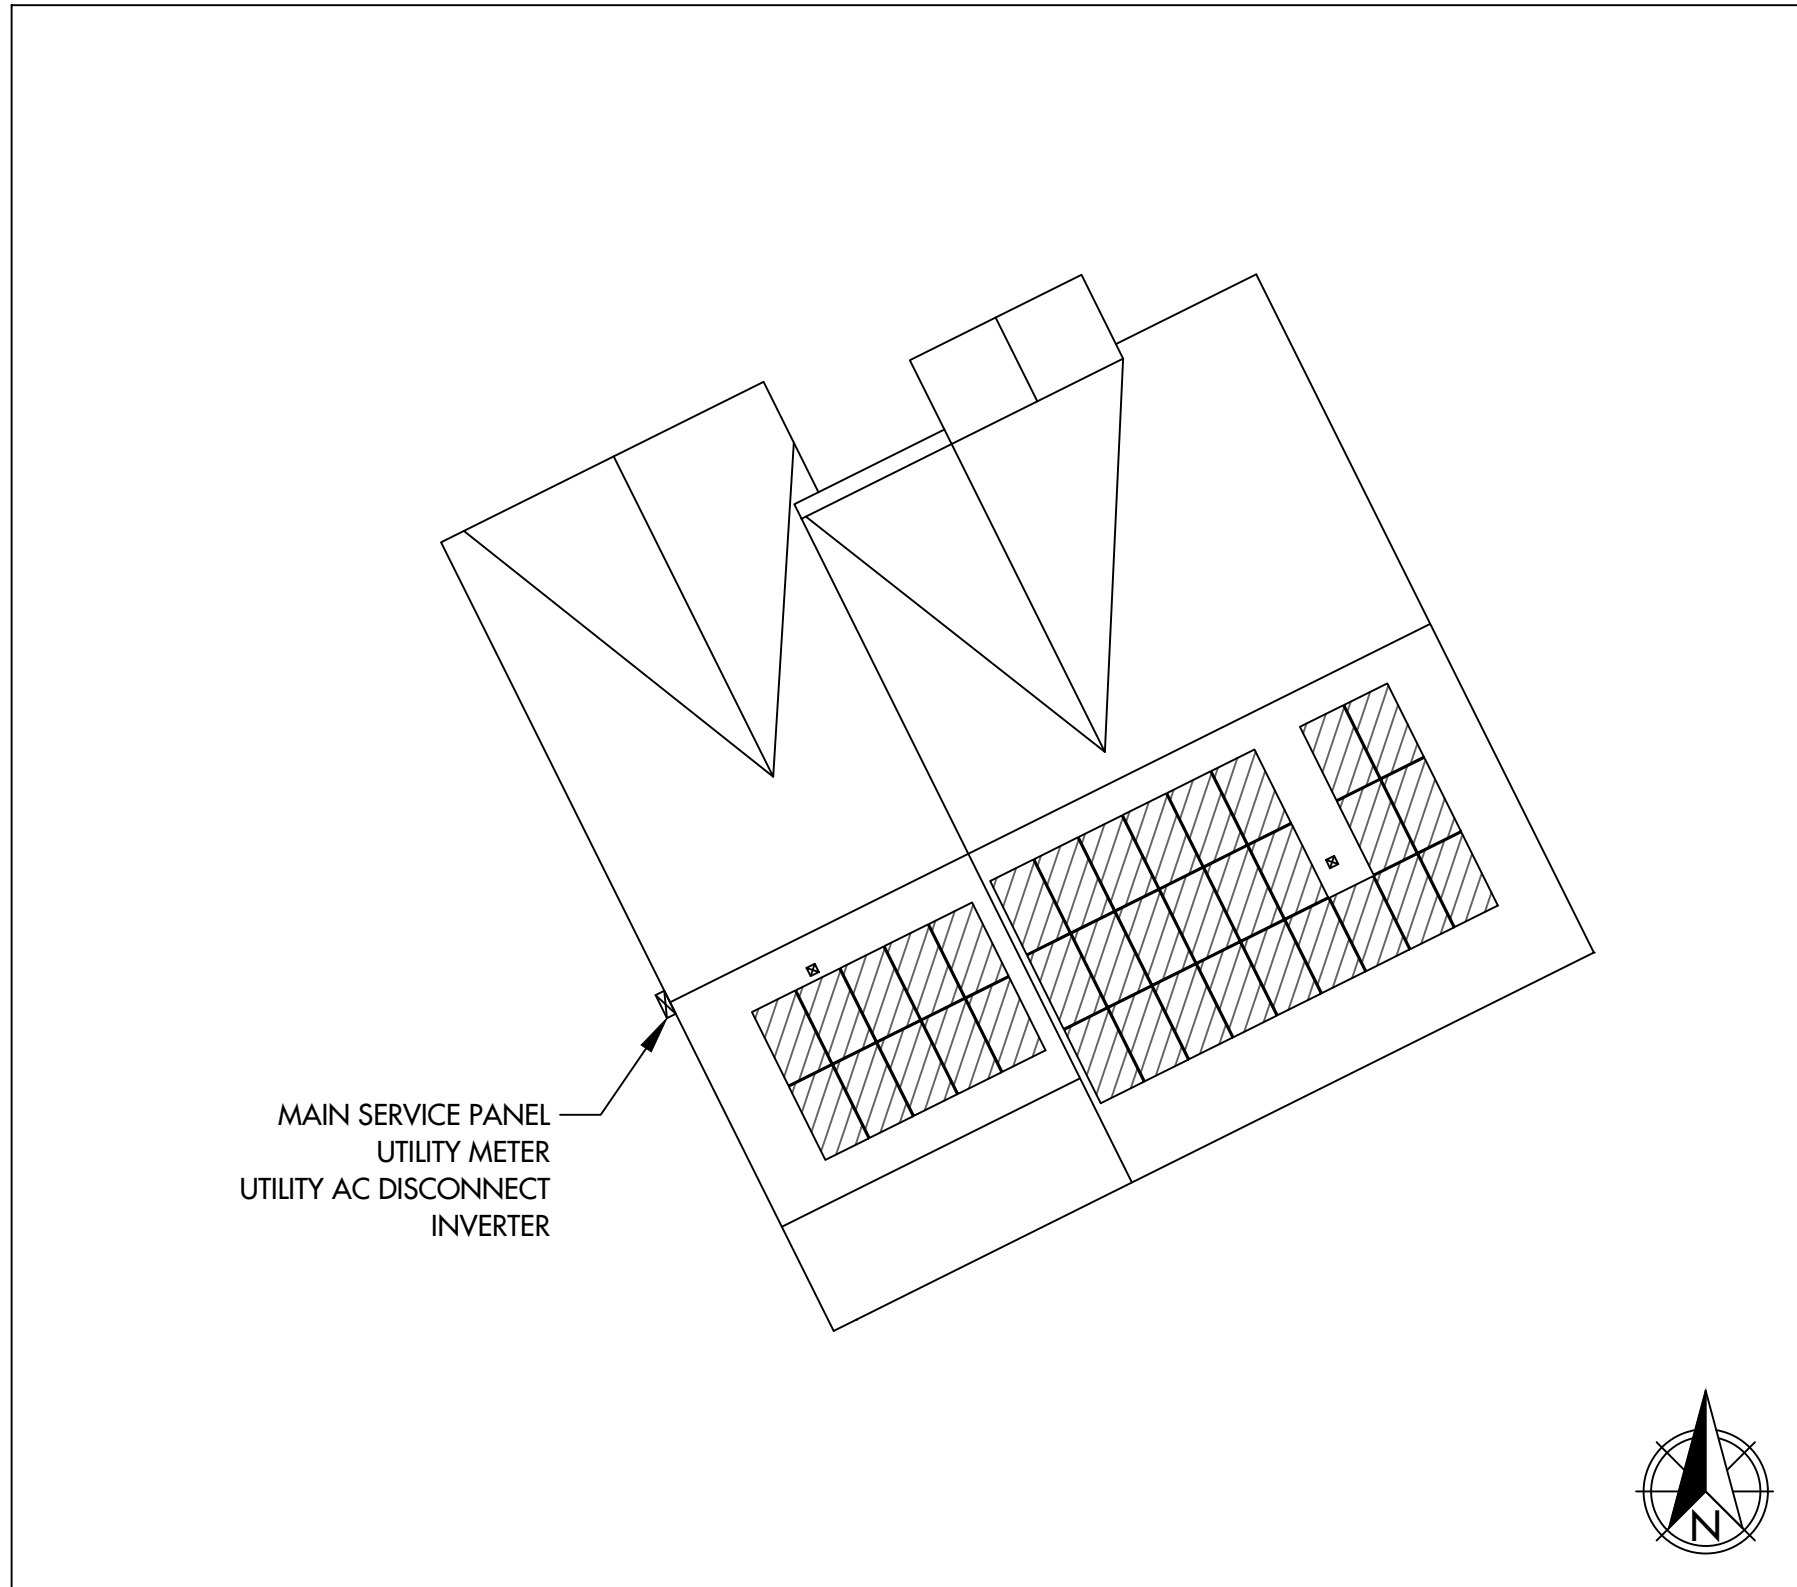 MAIN SERVICE PANEL
UTILITY METER
UTILITY AC DISCONNECT
INVERTER
N